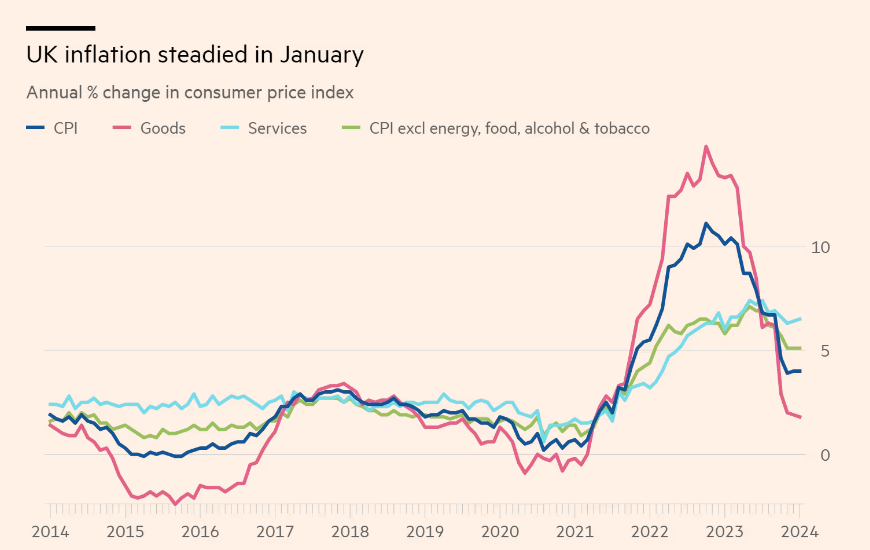 UK inflation steadied in January
Annual % change in consumer price index
CPI Goods Services CPI excl energy, food, alcohol & tobacco
10
5
0
2014 2015 2016 2017 2018 2019 2020 2021 2022 2023 2024